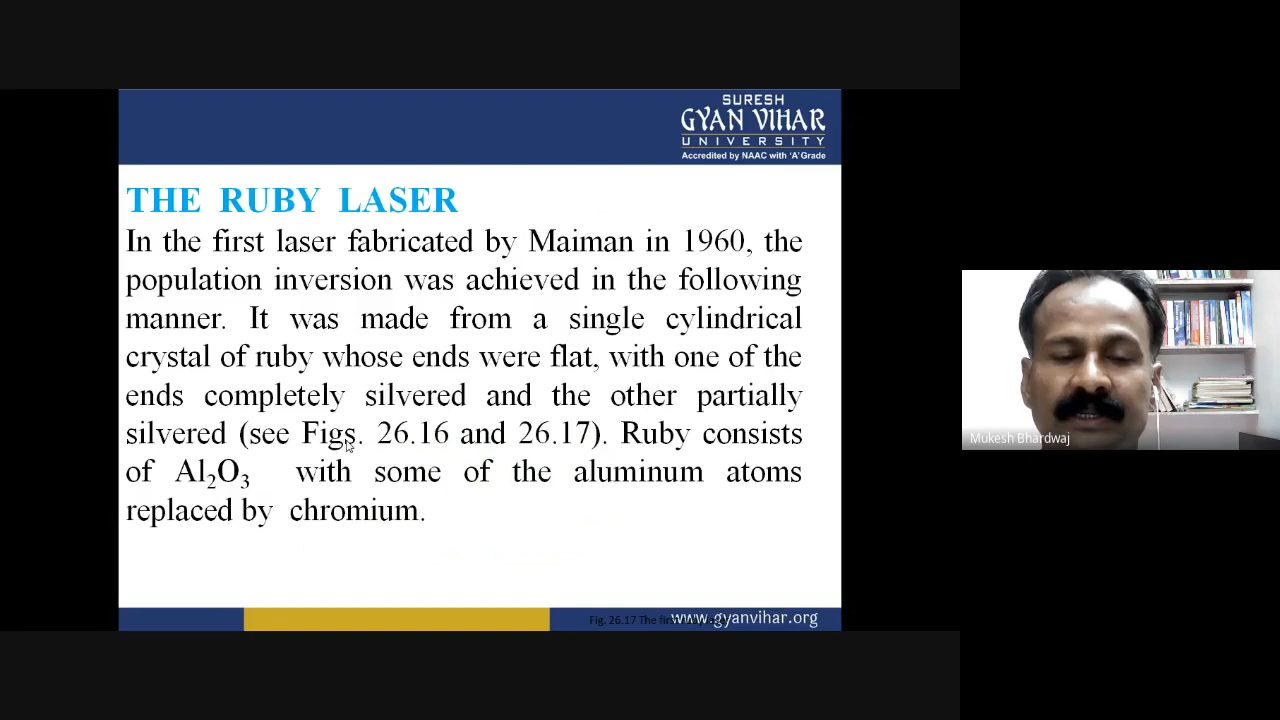 SURESH
GYAN VIHAR
UNIVERSITY
Accredited by NAAC with 'A' Grade
THE RUBY LASER
In the first laser fabricated by Maiman in 1960, the
population inversion was achieved in the following
manner. It was made from a single cylindrical
crystal of ruby whose ends were flat, with one of the
ends completely silvered and the other partially
silvered (see Figs. 26.16 and 26.17). Ruby consists
of Al₂O₃ with some of the aluminum atoms
replaced by chromium.
Fig. 26.17 The
www.gyanvihar.org
Mukesh Bhardwaj